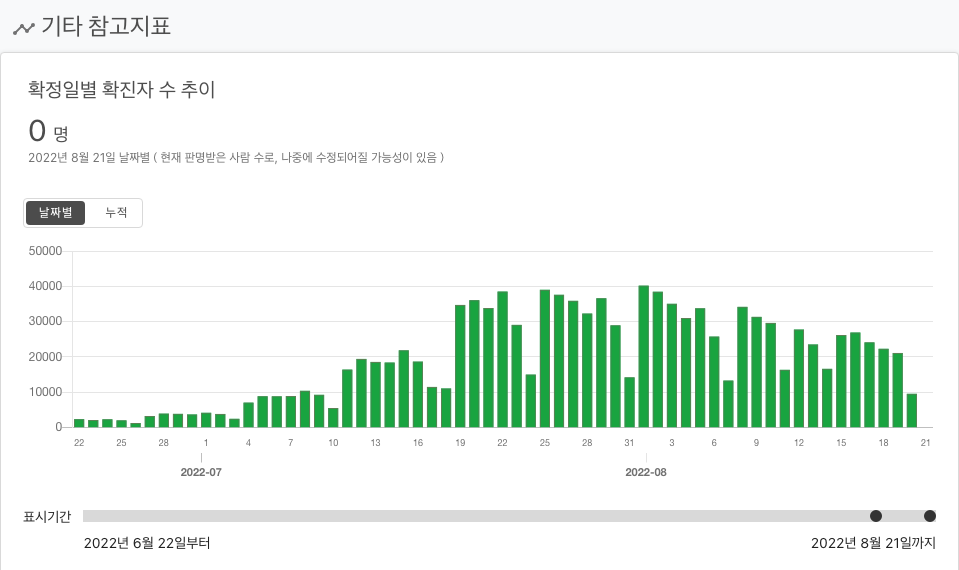 기타 참고지표
확정일별 확진자 수 추이
0 명
2022년 8월 21일 날짜별 ( 현재 판명받은 사람 수로, 나중에 수정되어질 가능성이 있음 )
날짜별 누적
50000
40000
30000
20000
10000
0
22 25 28 1 4 7 10 13 16 19 22 25 28 31 3 6 9 12 15 18 21
2022-07 2022-08
표시기간
2022년 6월 22일부터 2022년 8월 21일까지